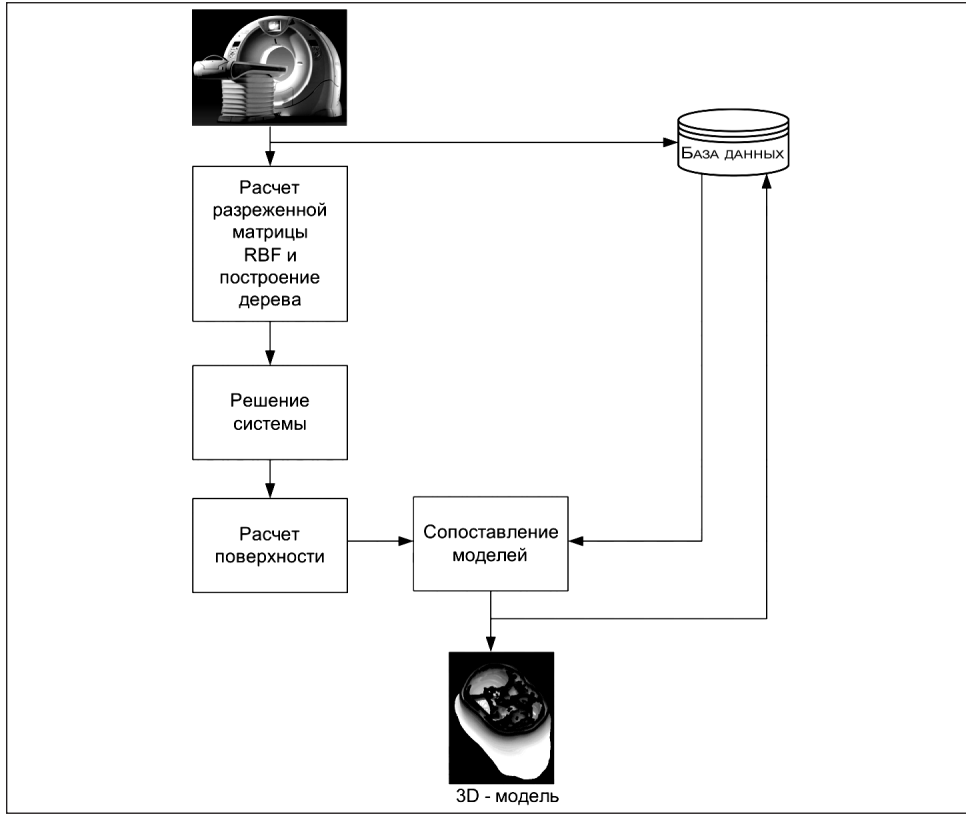 База данных
Расчет
разреженной
матрицы
RBF и
построение
дерева
Решение
системы
Расчет
поверхности
Сопоставление
моделей
3D - модель